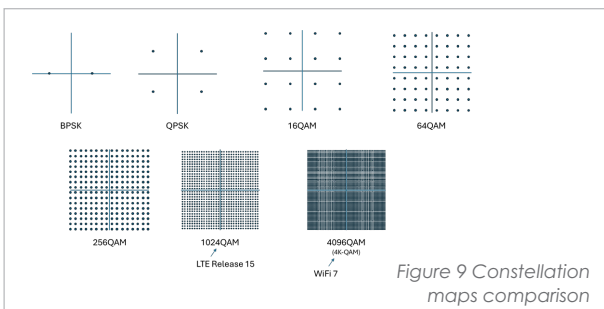 BPSK
QPSK
16QAM
64QAM
256QAM
1024QAM
4096QAM
(4K-QAM)
LTE Release 15
WiFi 7
Figure 9 Constellation
maps comparison